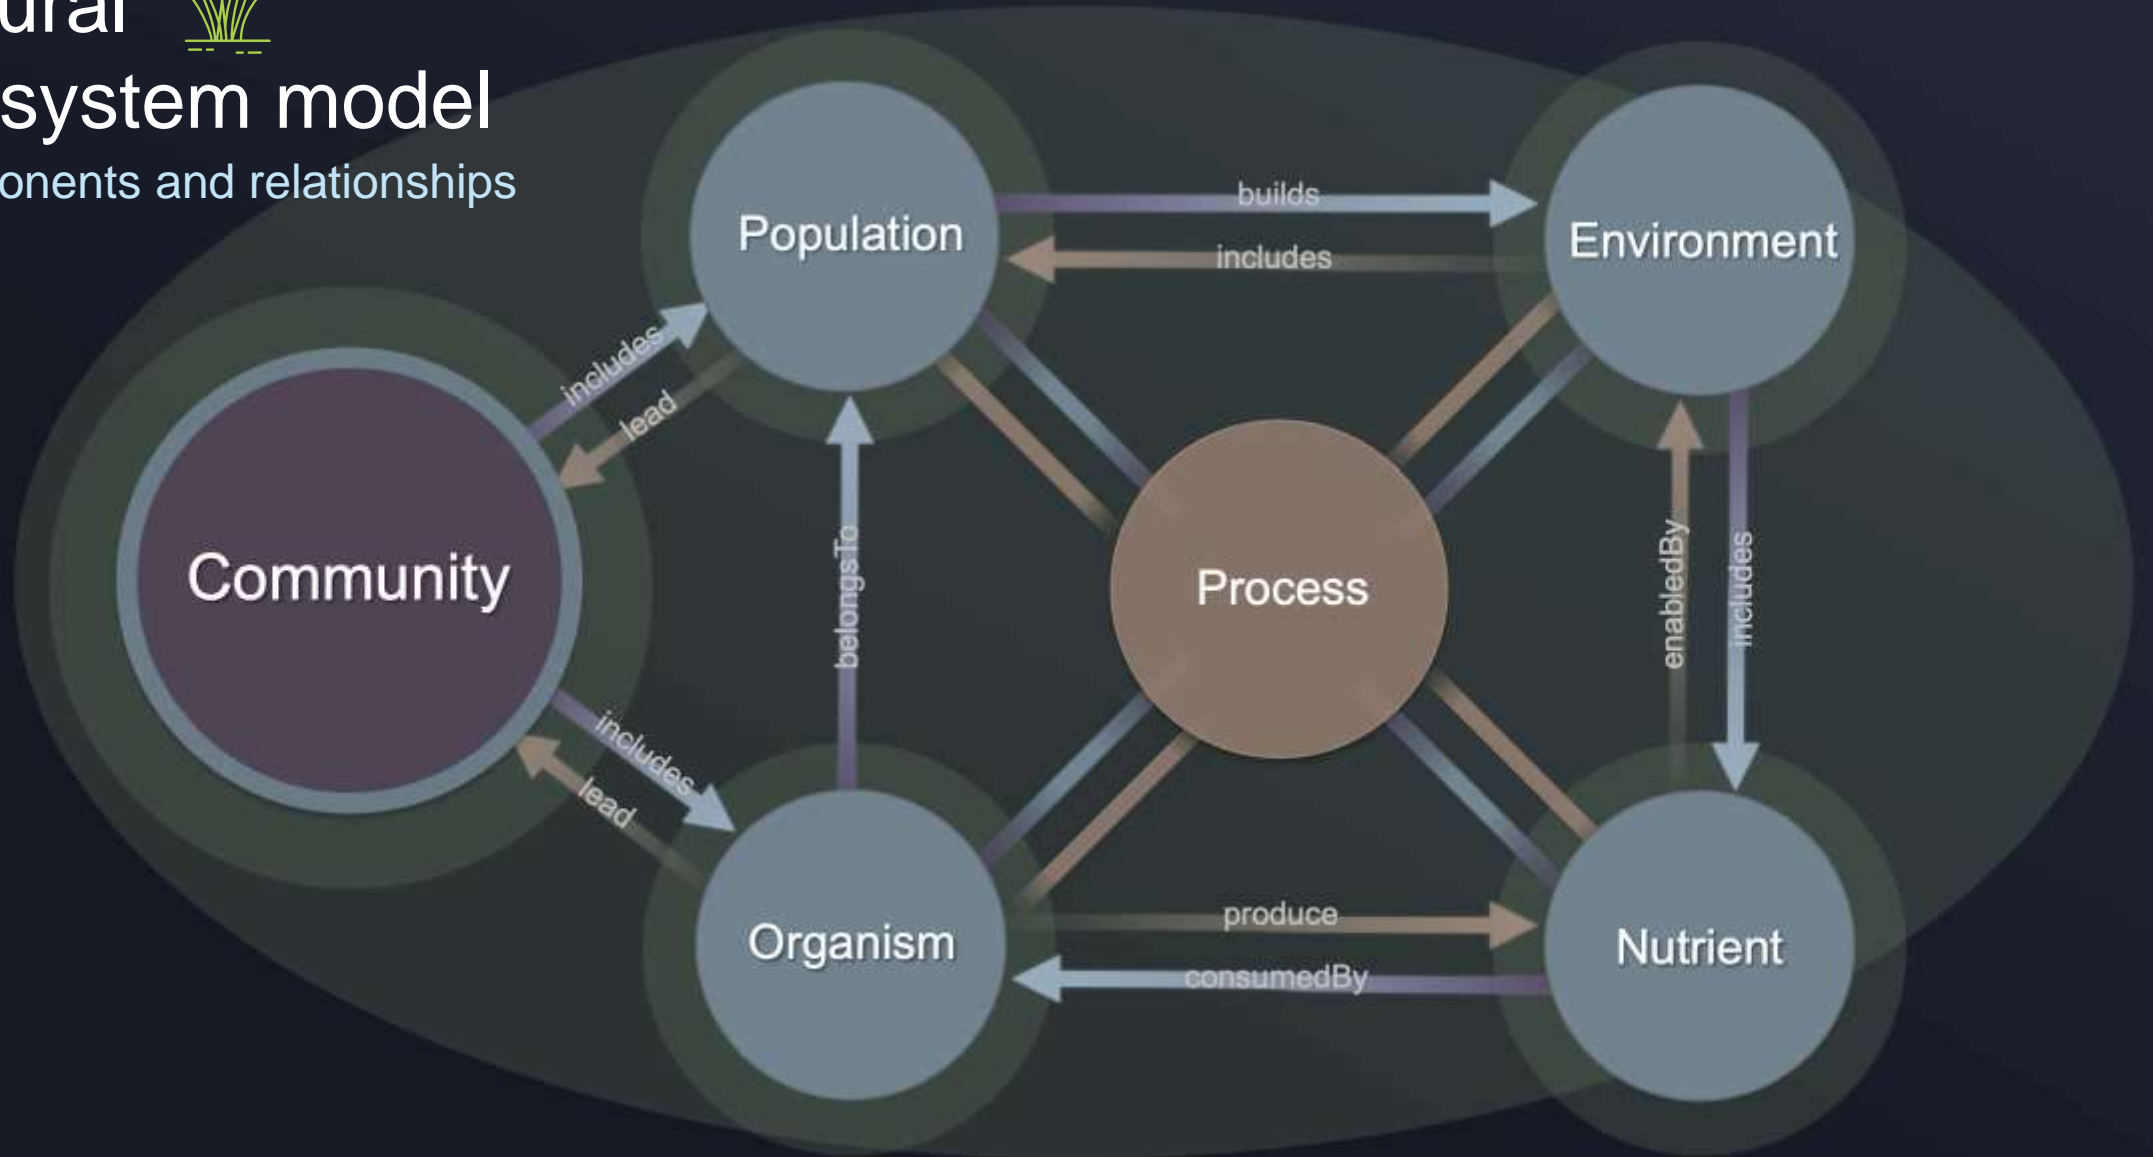 ural
system model
onents and relationships
Population
builds
Environment
includes
includes
lead
Community
belongsTo
Process
enabledBy
includes
includes
lead
Organism
produce
consumedBy
Nutrient